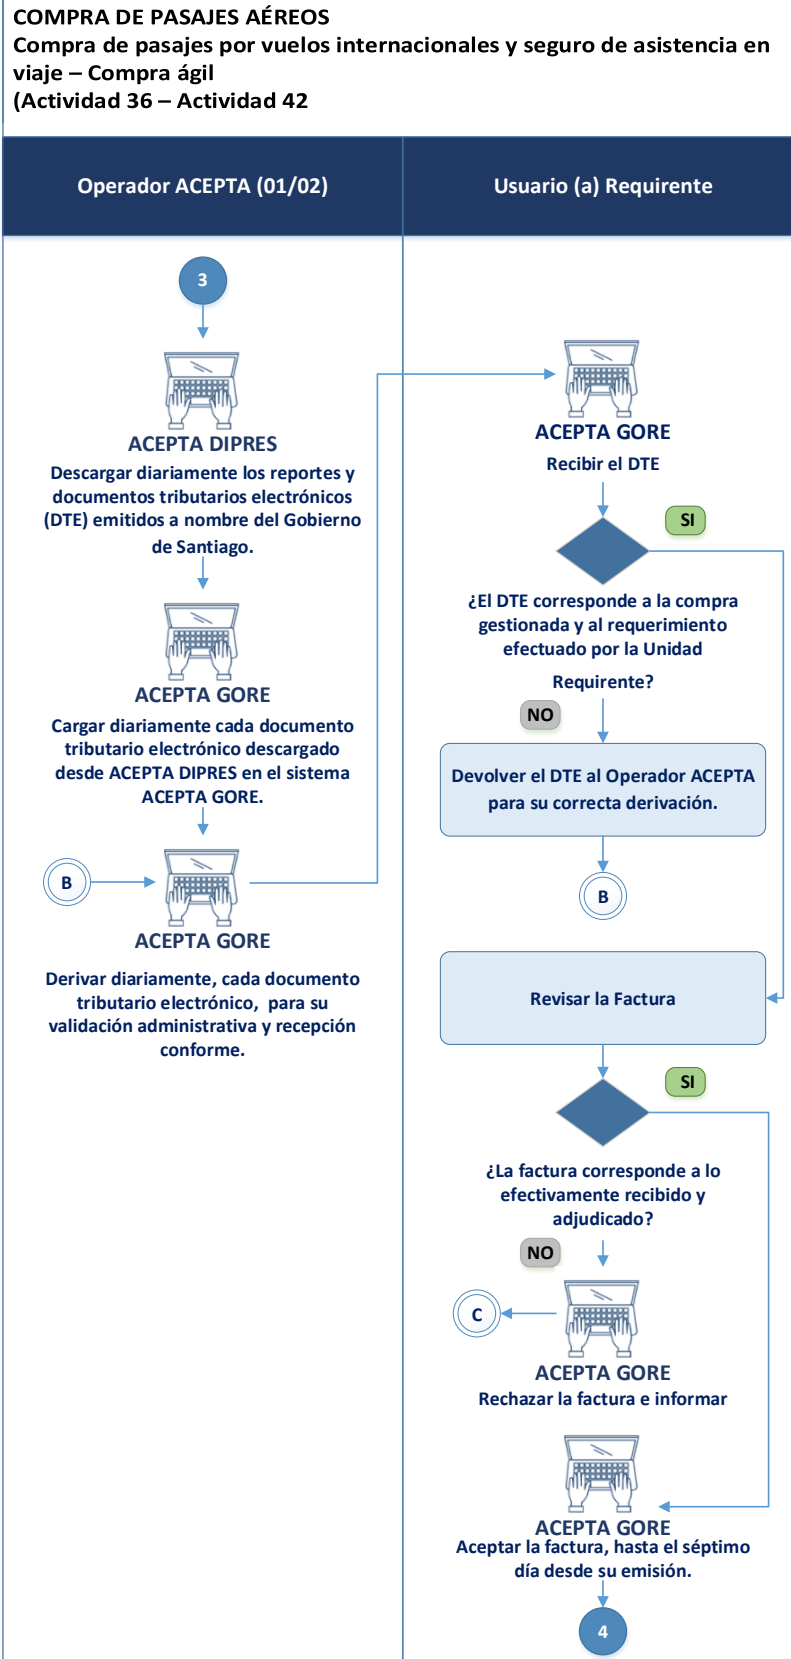 COMPRA DE PASAJES AÉREOS
Compra de pasajes por vuelos internacionales y seguro de asistencia en
viaje – Compra ágil
(Actividad 36 – Actividad 42
Operador ACEPTA (01/02)
Usuario (a) Requirente
3
ACEPTA DIPRES
Descargar diariamente los reportes y
documentos tributarios electrónicos
(DTE) emitidos a nombre del Gobierno
de Santiago.
ACEPTA GORE
Cargar diariamente cada documento
tributario electrónico descargado
desde ACEPTA DIPRES en el sistema
ACEPTA GORE.
B
ACEPTA GORE
Derivar diariamente, cada documento
tributario electrónico, para su
validación administrativa y recepción
conforme.
ACEPTA GORE
Recibir el DTE
SI
¿El DTE corresponde a la compra
gestionada y al requerimiento
efectuado por la Unidad
Requirente?
NO
Devolver el DTE al Operador ACEPTA
para su correcta derivación.
B
Revisar la Factura
SI
¿La factura corresponde a lo
efectivamente recibido y
adjudicado?
NO
C
ACEPTA GORE
Rechazar la factura e informar
ACEPTA GORE
Aceptar la factura, hasta el séptimo
día desde su emisión.
4